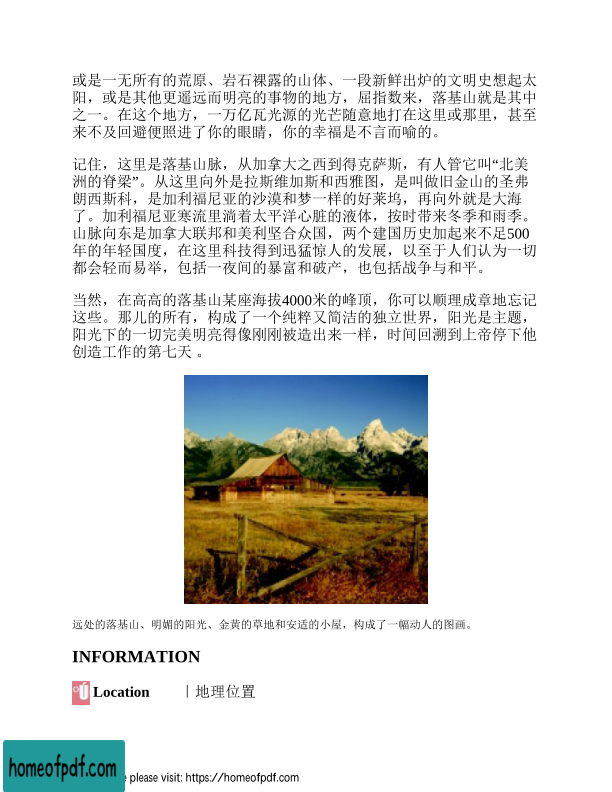 或是一无所有的荒原、岩石裸露的山体、一段新鲜出炉的文明史想起太
阳，或是其他更遥远而明亮的事物的地方，屈指数来，落基山就是其中
之一。在这个地方，一万亿瓦光源的光芒随意地打在这里或那里，甚至
来不及回避便照进了你的眼睛，你的幸福是不言而喻的。
记住，这里是落基山脉，从加拿大之西到得克萨斯，有人管它叫“北美
洲的脊梁”。从这里向外是拉斯维加斯和西雅图，是叫做旧金山的圣弗
朗西斯科，是加利福尼亚的沙漠和梦一样的好莱坞，再向外就是大海
了。加利福尼亚寒流里淌着太平洋心脏的液体，按时带来冬季和雨季。
山脉向东是加拿大联邦和美利坚合众国，两个建国历史加起来不足500
年的年轻国度，在这里科技得到迅猛惊人的发展，以至于人们认为一切
都会轻而易举，包括一夜间的暴富和破产，也包括战争与和平。
当然，在高高的落基山某座海拔4000米的峰顶，你可以顺理成章地忘记
这些。那儿的所有，构成了一个纯粹又简洁的独立世界，阳光是主题，
阳光下的一切完美明亮得像刚刚被造出来一样，时间回溯到上帝停下他
创造工作的第七天 。
远处的落基山、明媚的阳光、金黄的草地和安适的小屋，构成了一幅动人的图画。
INFORMATION
Location ｜地理位置
homeofpdf.com
please visit: https://homeofpdf.com